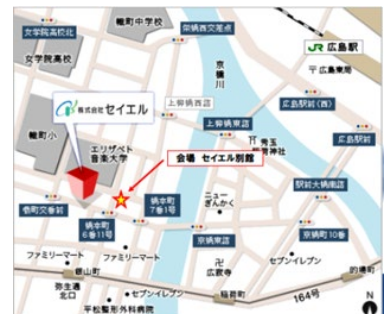 女学院高校北
幟町中学校
栄橋西交差点
JR 広島駅
〒広島東局
女学院高校
京橋川
株式会社セイエル
上柳橋西詰
広島駅前(西)
上柳橋東詰
幟町小
エリザベト
音楽大学
広島駅前
会場 セイエル別館
駅前大橋南詰
幟町交番前
橋本町
7番1号
ニュー
ぎんかく
橋本町
6番11号
京橋東詰
京橋町10番
ファミリーマート
卍
広教寺
ファミリーマート
セブンイレブン
銀山町
的場町
弥生通
北口
セブンイレブン
稲荷町
164号
平松整形外科病院
N